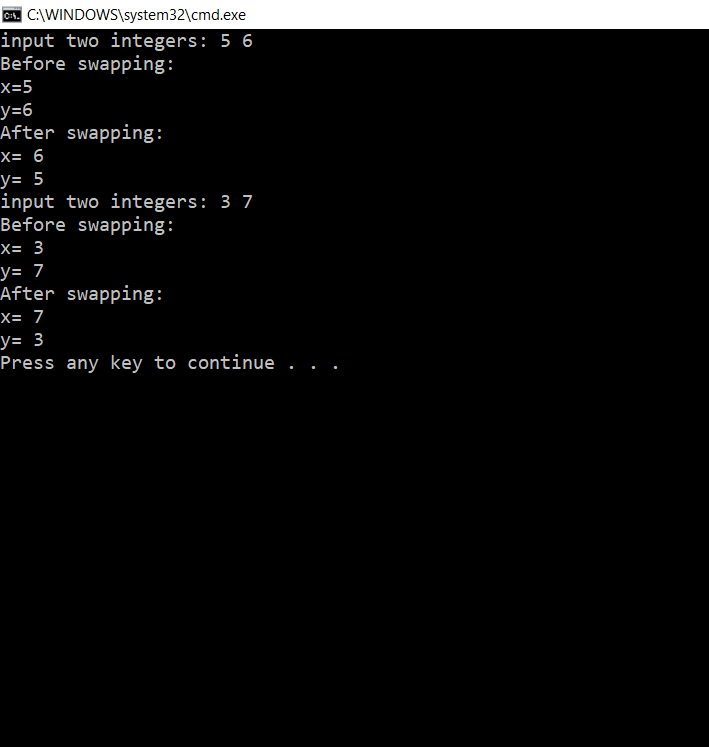 C:\WINDOWS\system32\cmd.exe
input two integers: 5 6
Before swapping:
x=5
y=6
After swapping:
x= 6
y= 5
input two integers: 3 7
Before swapping:
x= 3
y= 7
After swapping:
x= 7
y= 3
Press any key to continue . . .